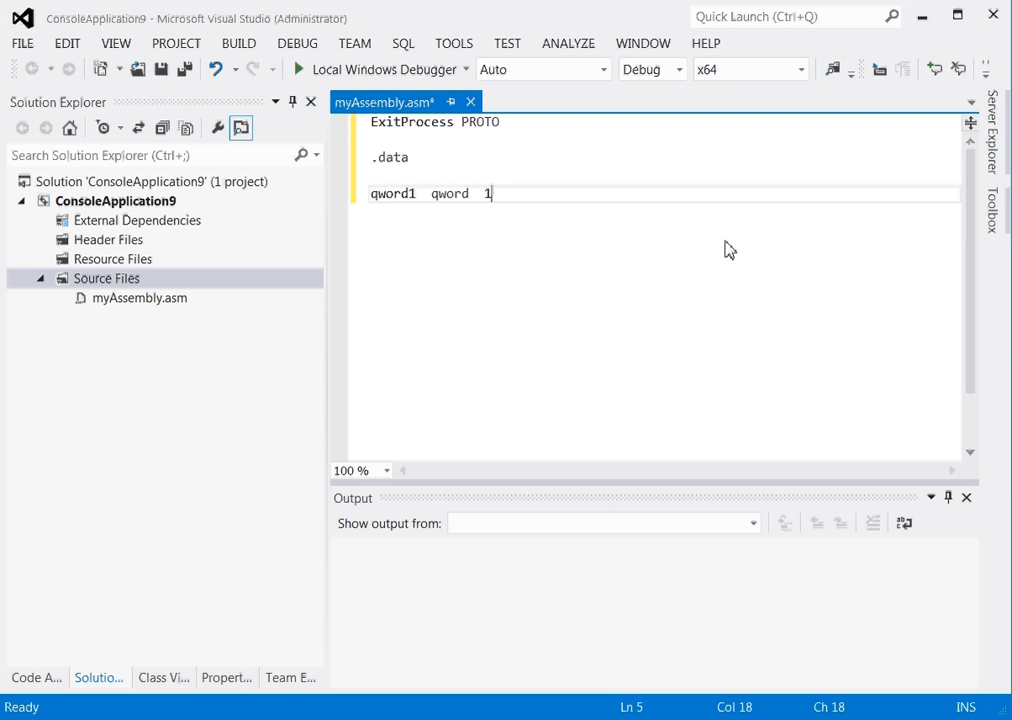 ConsoleApplication9 - Microsoft Visual Studio (Administrator)
Quick Launch (Ctrl+Q)
FILE EDIT VIEW PROJECT BUILD DEBUG TEAM SQL TOOLS TEST ANALYZE WINDOW HELP
Local Windows Debugger Auto Debug x64
Solution Explorer
Search Solution Explorer (Ctrl+;)
Solution 'ConsoleApplication9' (1 project)
ConsoleApplication9
External Dependencies
Header Files
Resource Files
Source Files
myAssembly.asm
Code A... Solutio... Class Vi... Propert... Team E...
myAssembly.asm*
ExitProcess PROTO
.data
qword1 qword 1
100 %
Output
Show output from:
Server Explorer
Toolbox
Ready Ln 5 Col 18 Ch 18 INS